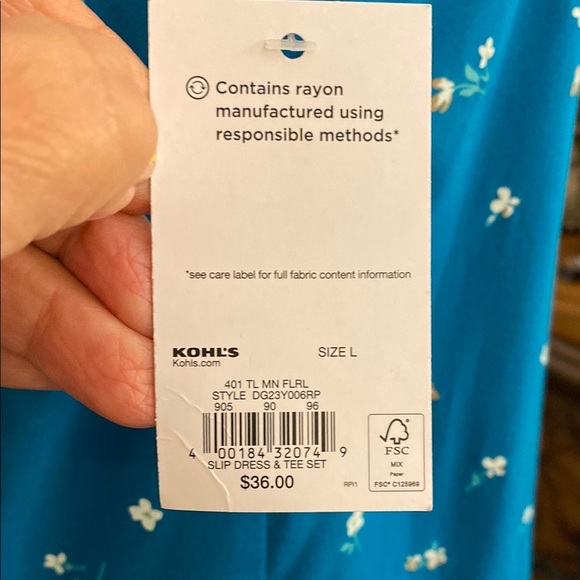 Contains rayon
manufactured using
responsible methods*
*see care label for full fabric content information
KOHL'S SIZE L
Kohls.com
401 TL MN FLRL
STYLE DG23Y006RP
905 90 96
4 00184 32074 9
SLIP DRESS & TEE SET
$36.00
RPI1
FSC
MIX
Paper
FSC® C125969